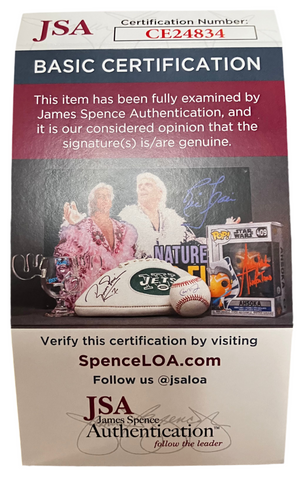 JSA
Certification Number:
CE24834
BASIC CERTIFICATION
This item has been fully examined by
James Spence Authentication, and
it is our considered opinion that the
signature(s) is/are genuine.
NATURE
JETS
POP!
STAR
WARS
409
AHSOKA
Verify this certification by visiting
SpenceLOA.com
Follow us @jsaloa
JSA
James Spence
Authentication™
follow the leader